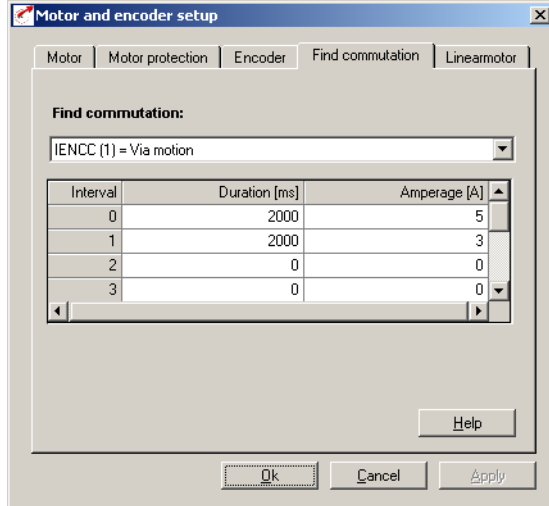 Motor and encoder setup
Motor Motor protection Encoder Find commutation Linearmotor
Find commutation:
IENCC (1) = Via motion
Interval Duration [ms] Amperage [A]
0 2000 5
1 2000 3
2 0 0
3 0 0
Help
Ok Cancel Apply